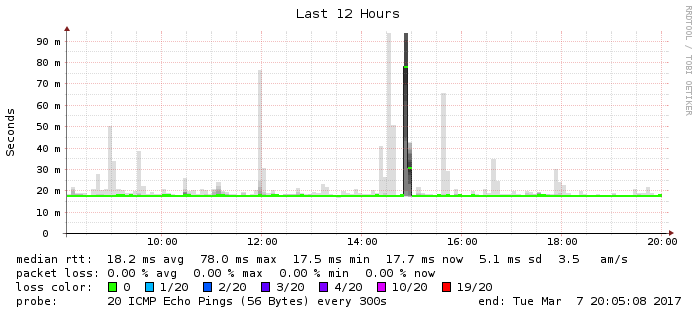 Last 12 Hours
RRDTOOL / TOBI OETIKER
Seconds
90 m
80 m
70 m
60 m
50 m
40 m
30 m
20 m
10 m
0
10:00 12:00 14:00 16:00 18:00 20:00
median rtt: 18.2 ms avg 78.0 ms max 17.5 ms min 17.7 ms now 5.1 ms sd 3.5 am/s
packet loss: 0.00 % avg 0.00 % max 0.00 % min 0.00 % now
loss color: 0 1/20 2/20 3/20 4/20 10/20 19/20
probe: 20 ICMP Echo Pings (56 Bytes) every 300s end: Tue Mar 7 20:05:08 2017